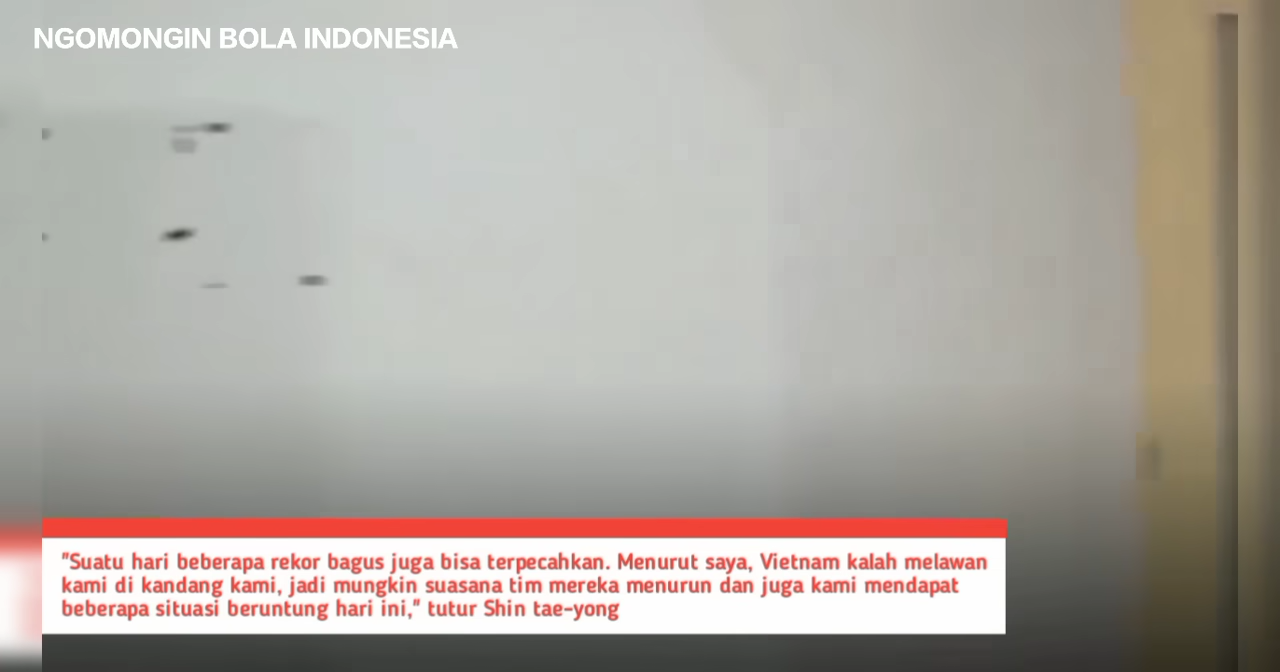 NGOMONGIN BOLA INDONESIA
"Suatu hari beberapa rekor bagus juga bisa terpecahkan. Menurut saya, Vietnam kalah melawan
kami di kandang kami, jadi mungkin suasana tim mereka menurun dan juga kami mendapat
beberapa situasi beruntung hari ini," tutur Shin tae-yong